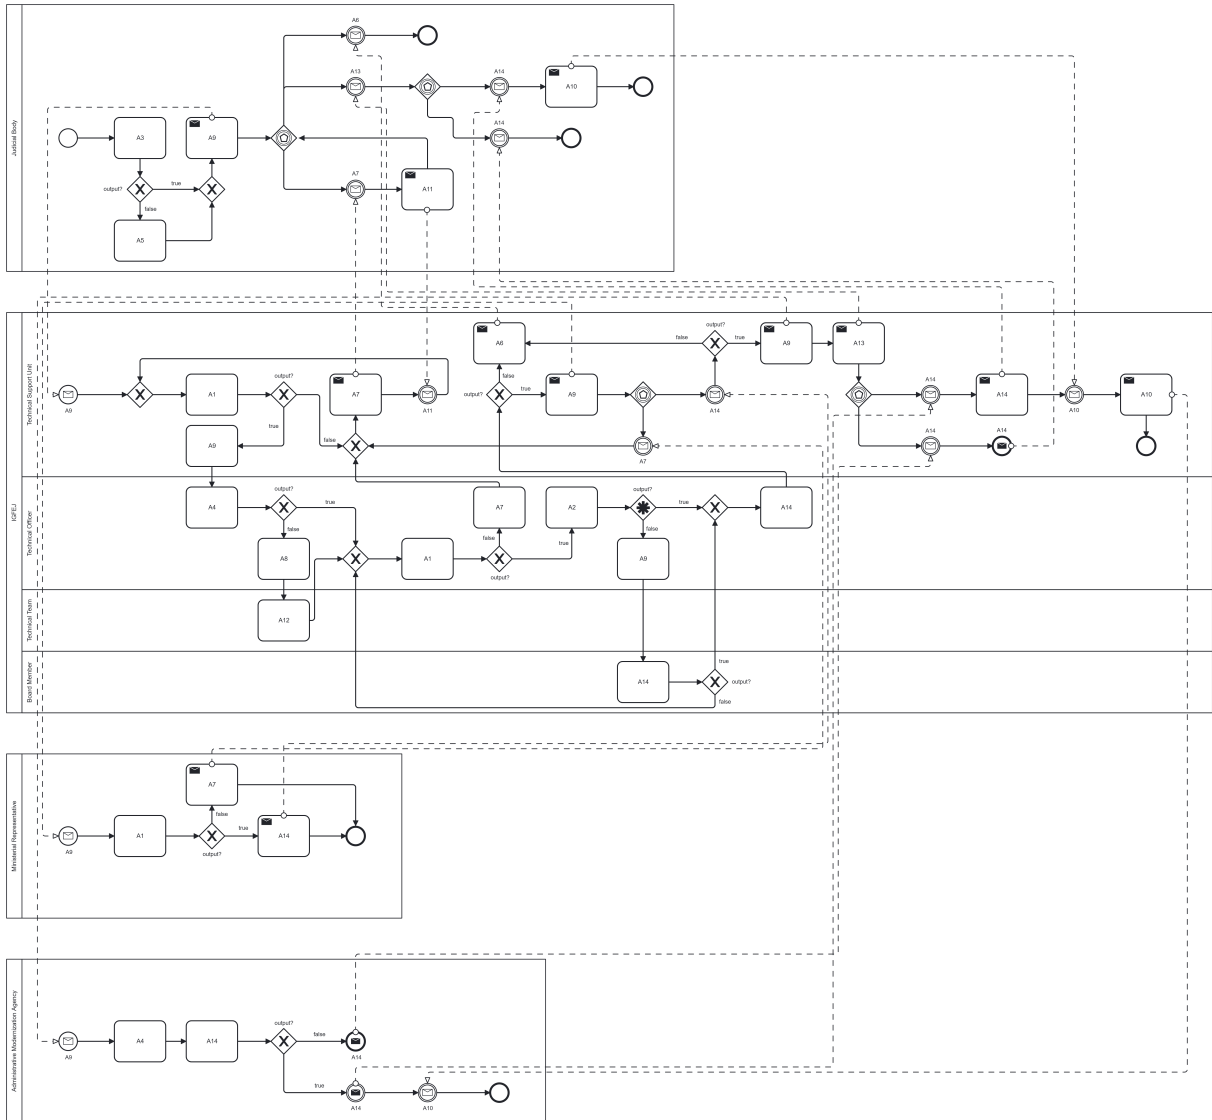 Judicial Body
A6
A13
A14
A10
A3
A9
A14
output?
true
false
A7
A11
A5
IGFEJ
Technical Support Unit
output?
A6
false
true
A9
A13
A9
A1
output?
A7
A11
false
output?
true
A9
A14
A14
A14
A10
A10
true
A9
false
A14
A14
A7
Technical Officer
A4
output?
true
A7
A2
output?
true
A14
false
false
false
A8
A1
true
A9
output?
Technical Team
A12
Board Member
true
A14
output?
false
Ministerial Representative
A7
false
A1
true
A14
A9
output?
Administrative Modernization Agency
output?
A4
A14
false
A9
A14
true
A14
A10